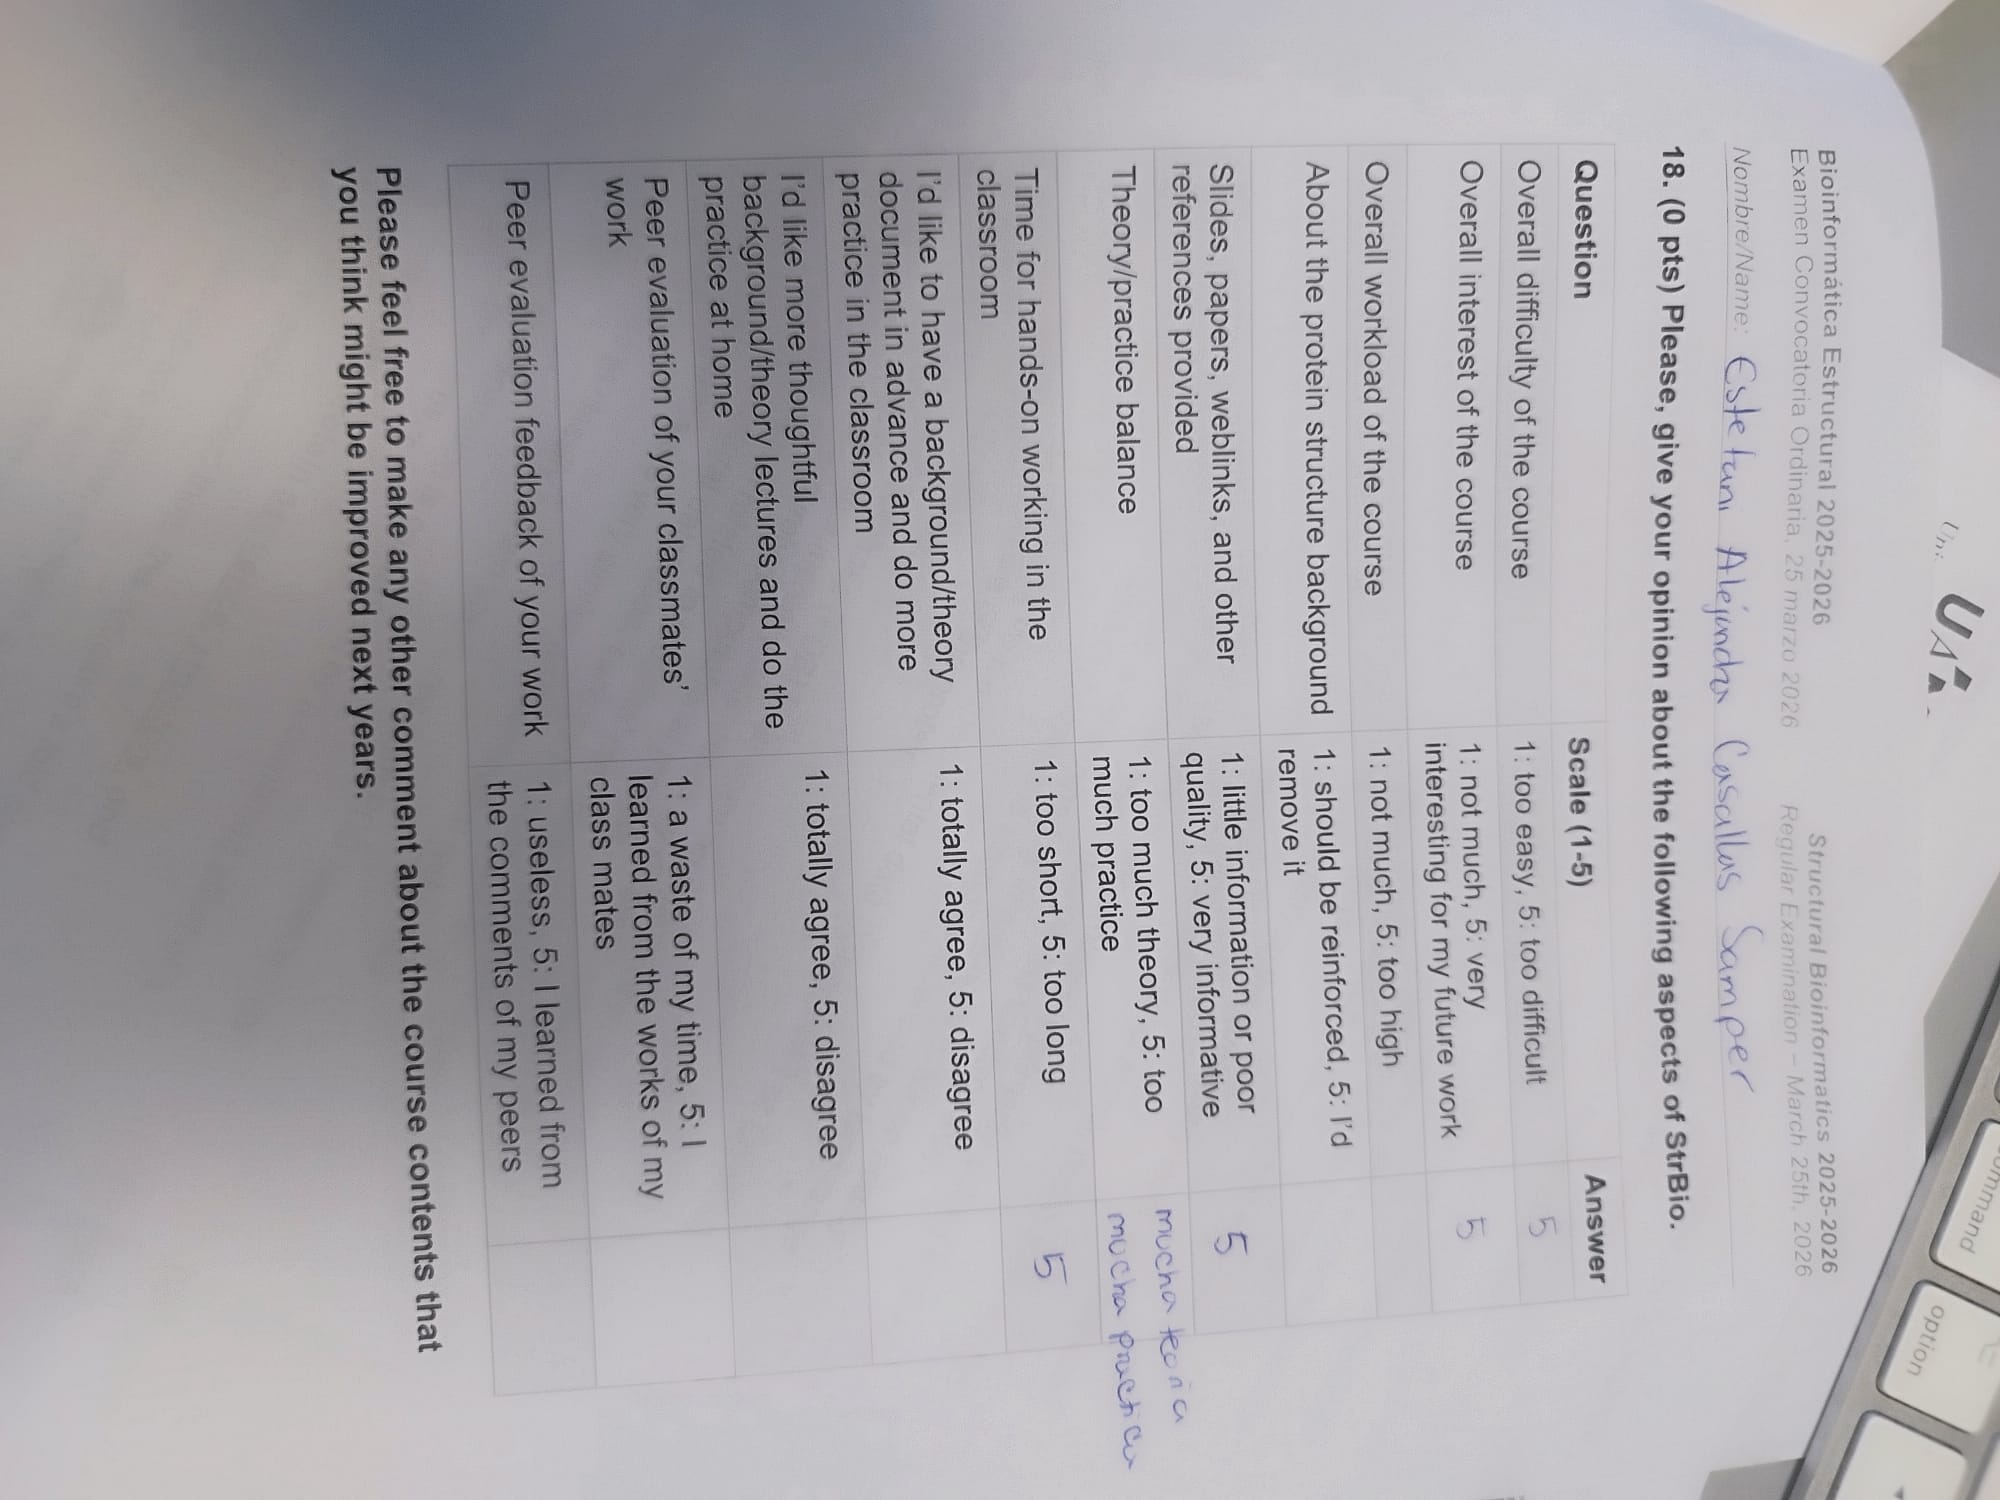 Bioinformática Estructural 2025-2026 Structural Bioinformatics 2025-2026
Examen Convocatoria Ordinaria, 25 marzo 2026 Regular Examination – March 25th, 2026
Nombre/Name: Estefani Alejandra Casallas Samper
18. (0 pts) Please, give your opinion about the following aspects of StrBio.
Question Scale (1-5) Answer
Overall difficulty of the course 1: too easy, 5: too difficult 5
Overall interest of the course 1: not much, 5: very 5
interesting for my future work
Overall workload of the course 1: not much, 5: too high
About the protein structure background 1: should be reinforced, 5: I'd
remove it
Slides, papers, weblinks, and other 1: little information or poor 5
references provided quality, 5: very informative
Theory/practice balance 1: too much theory, 5: too mucha teoria
much practice mucha practica
Time for hands-on working in the 1: too short, 5: too long 5
classroom
I'd like to have a background/theory 1: totally agree, 5: disagree
document in advance and do more
practice in the classroom
I'd like more thoughtful 1: totally agree, 5: disagree
background/theory lectures and do the
practice at home
Peer evaluation of your classmates' 1: a waste of my time, 5: I
work learned from the works of my
class mates
Peer evaluation feedback of your work 1: useless, 5: I learned from
the comments of my peers
Please feel free to make any other comment about the course contents that
you think might be improved next years.
option